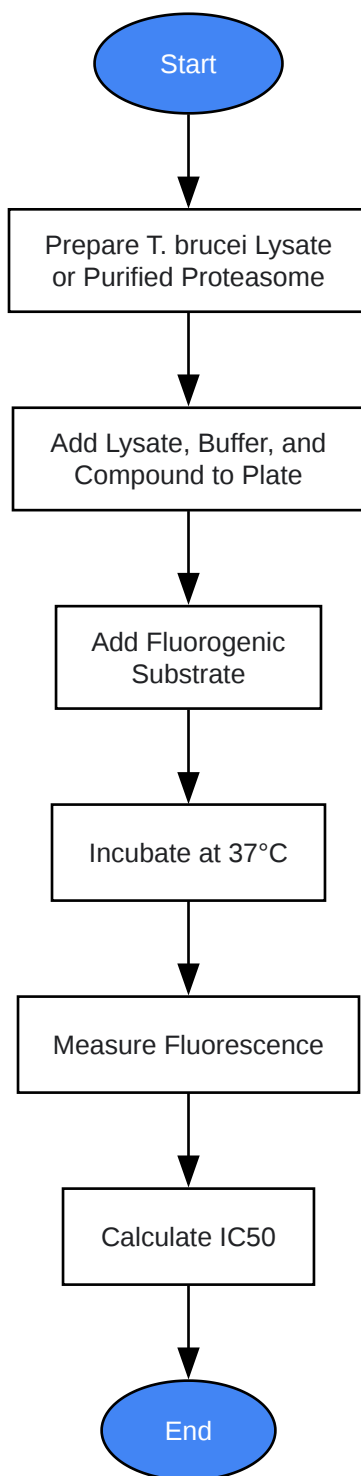 Start
Prepare T. brucei Lysate
or Purified Proteasome
Add Lysate, Buffer, and
Compound to Plate
Add Fluorogenic
Substrate
Incubate at 37°C
Measure Fluorescence
Calculate IC50
End